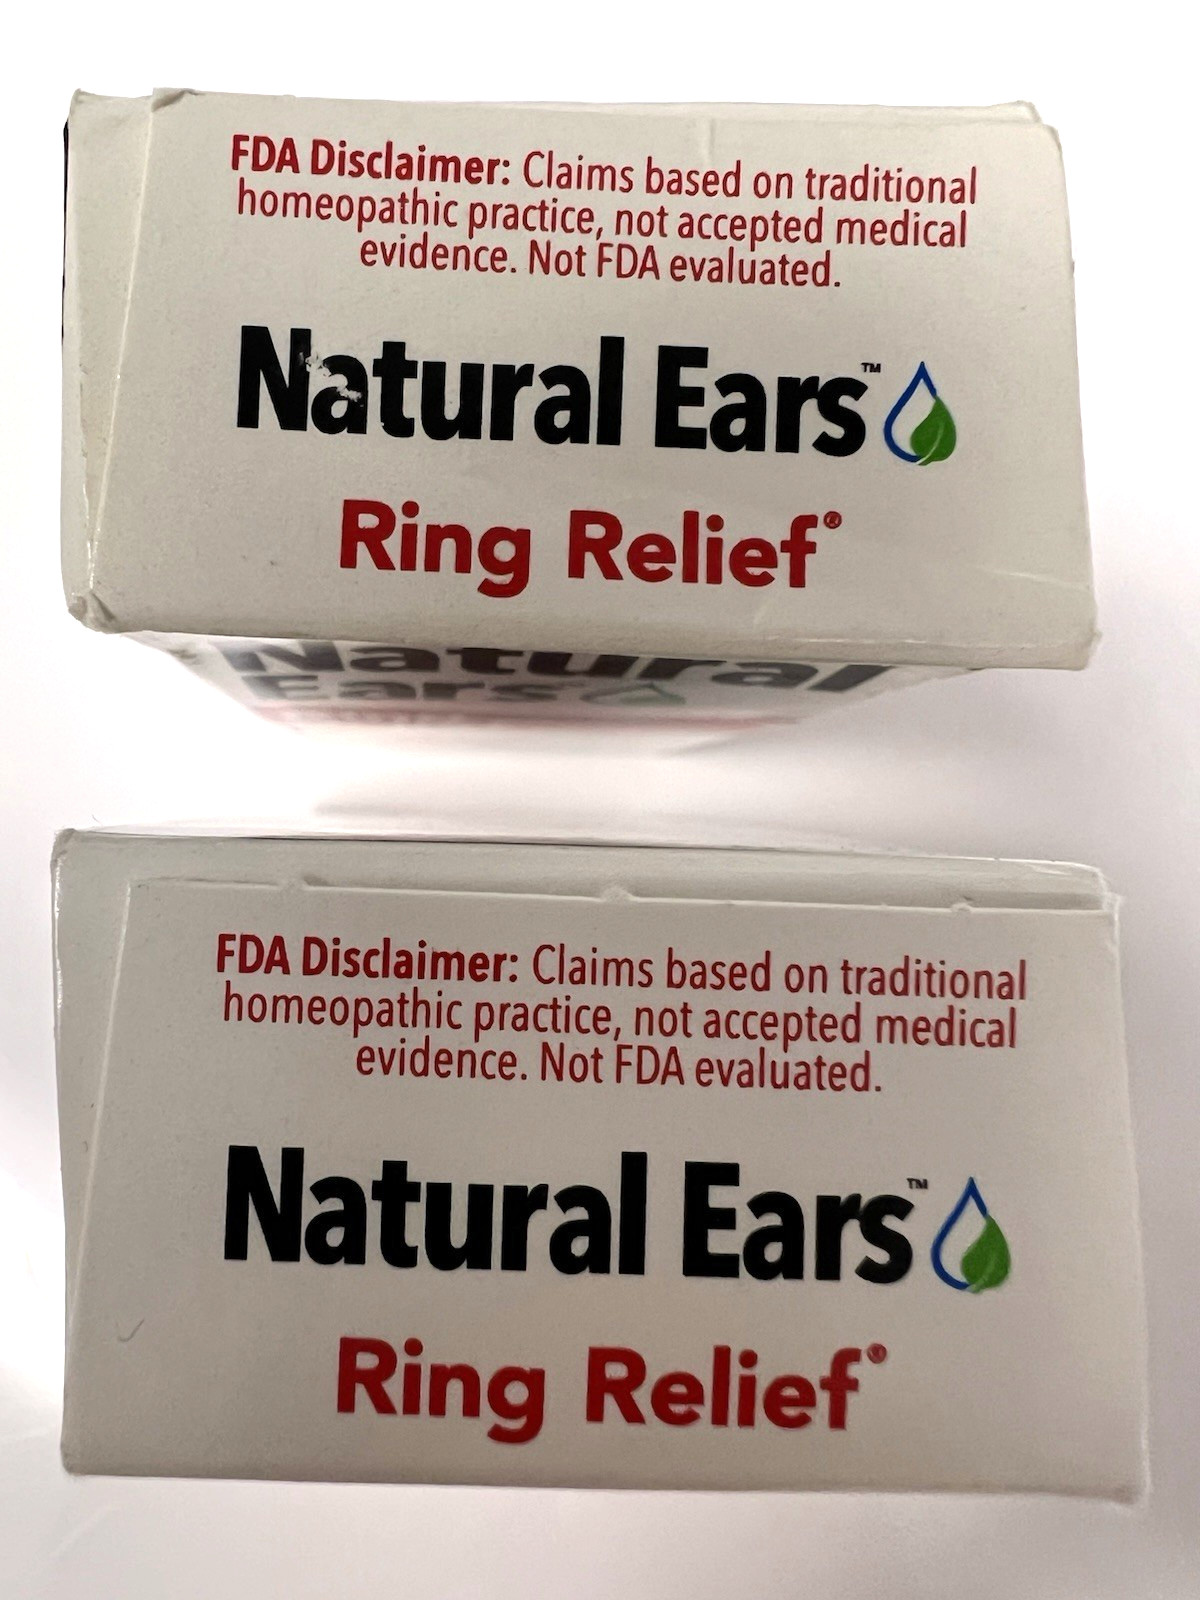 FDA Disclaimer: Claims based on traditional
homeopathic practice, not accepted medical
evidence. Not FDA evaluated.
Natural Ears™
Ring Relief®
Natural
Ears
FDA Disclaimer: Claims based on traditional
homeopathic practice, not accepted medical
evidence. Not FDA evaluated.
Natural Ears™
Ring Relief®